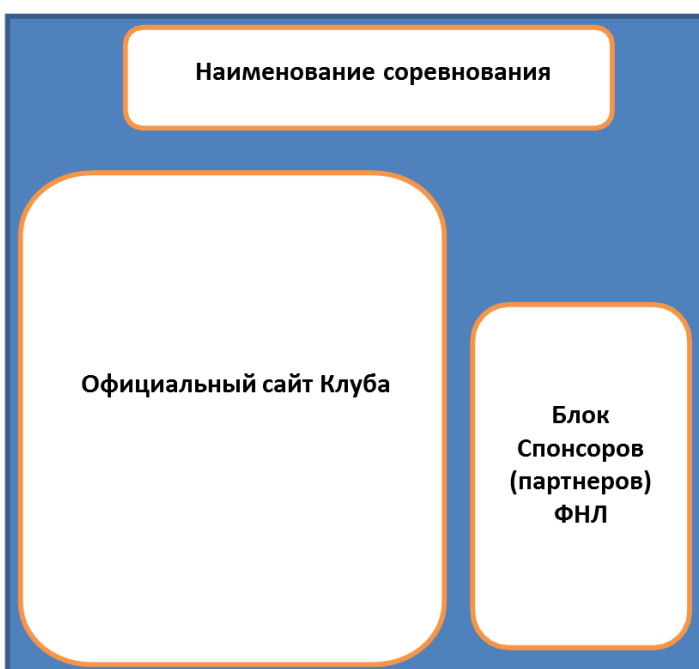 Наименование соревнования
Официальный сайт Клуба
Блок
Спонсоров
(партнеров)
ФНЛ